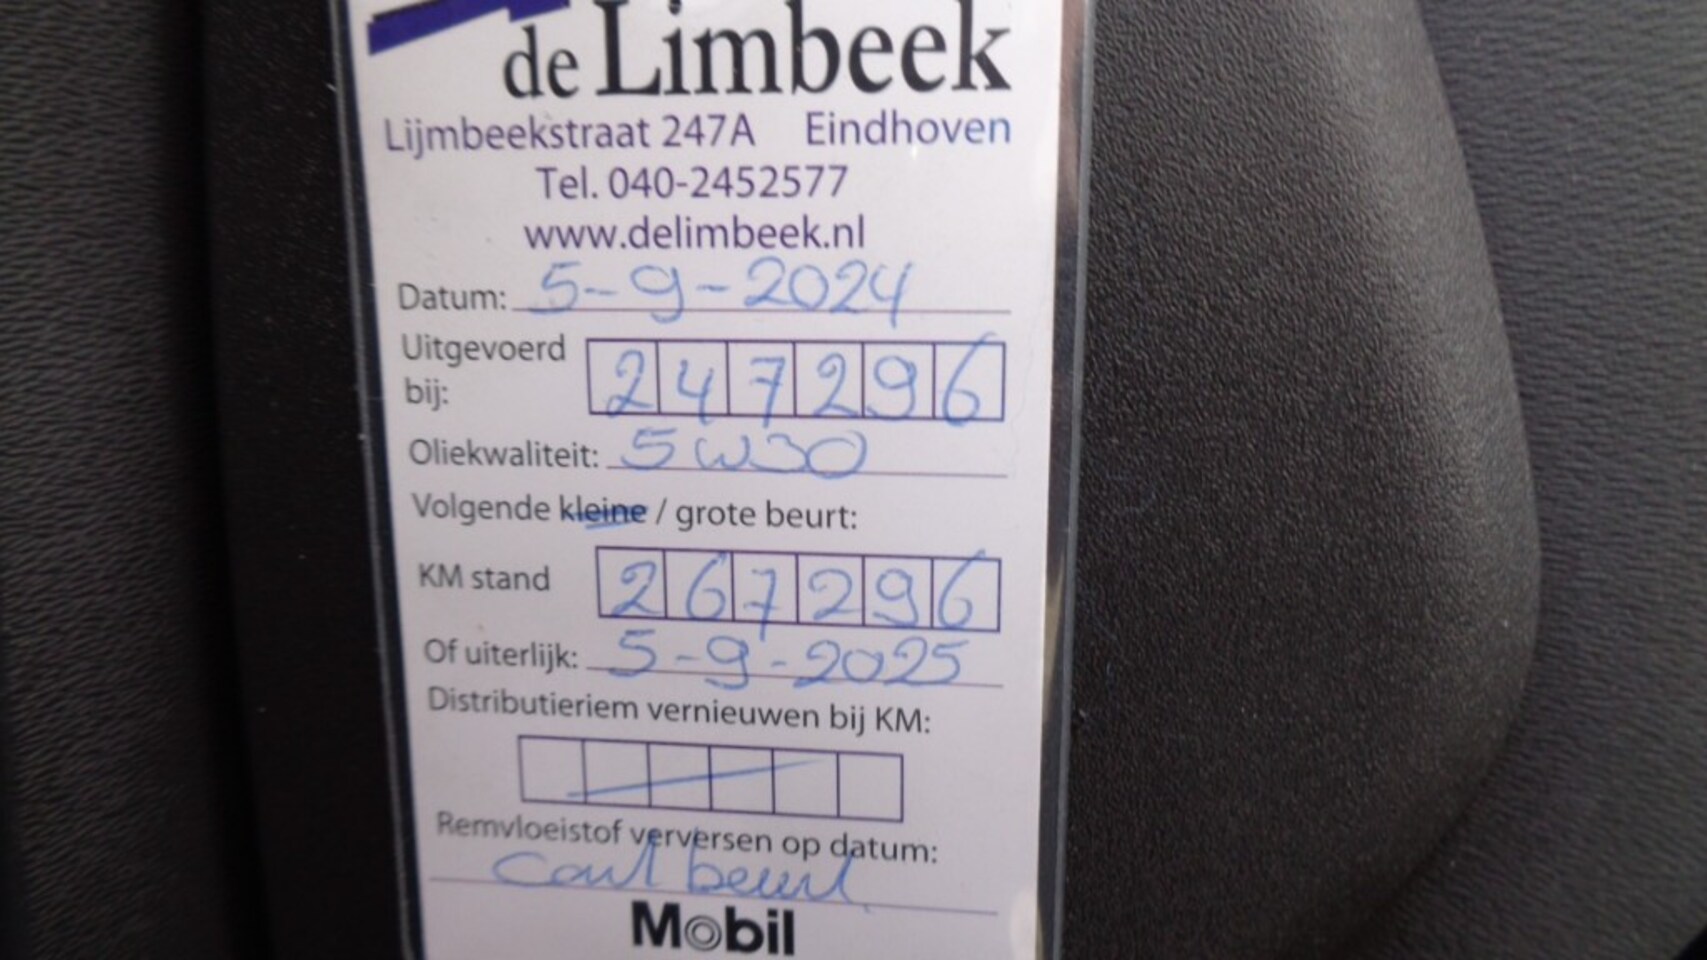 de Limbeek
Lijmbeekstraat 247A Eindhoven
Tel. 040-2452577
www.delimbeek.nl
Datum: 5-9-2024
Uitgevoerd bij: 247296
Oliekwaliteit: 5W30
Volgende kleine / grote beurt:
KM stand 267296
Of uiterlijk: 5-9-2025
Distributieriem vernieuwen bij KM:
Remvloeistof verversen op datum:
beurt
Mobil